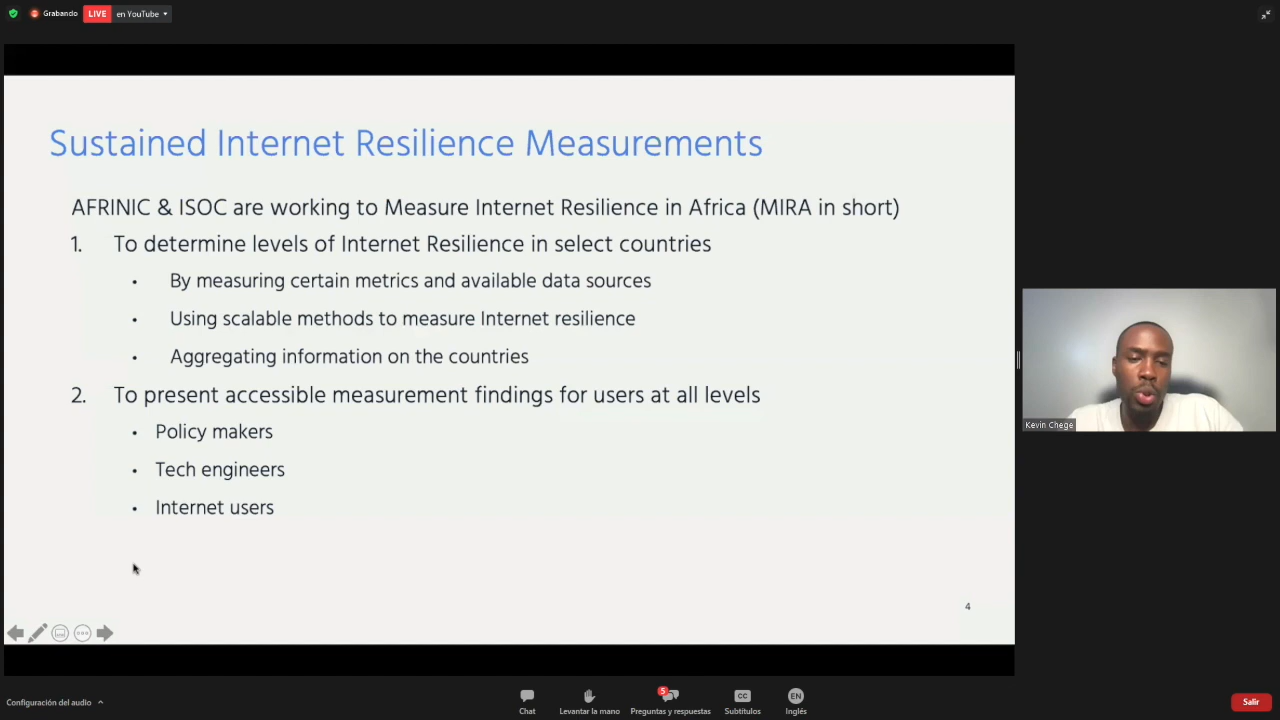 Grabando
LIVE
en YouTube
Sustained Internet Resilience Measurements
AFRINIC & ISOC are working to Measure Internet Resilience in Africa (MIRA in short)
1. To determine levels of Internet Resilience in select countries
• By measuring certain metrics and available data sources
• Using scalable methods to measure Internet resilience
• Aggregating information on the countries
2. To present accessible measurement findings for users at all levels
• Policy makers
• Tech engineers
• Internet users
4
Kevin Chege
Configuración del audio
Chat
Levantar la mano
5
Preguntas y respuestas
CC
Subtítulos
EN
Inglés
Salir